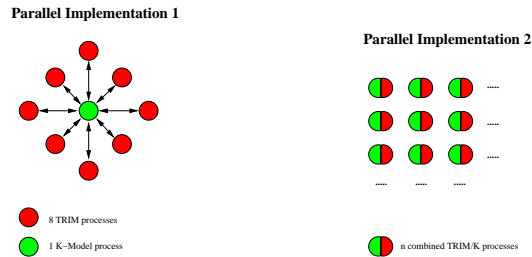 Parallel Implementation 1
Parallel Implementation 2
.....
.....
.....
..... ..... .....
8 TRIM processes
1 K-Model process
n combined TRIM/K processes